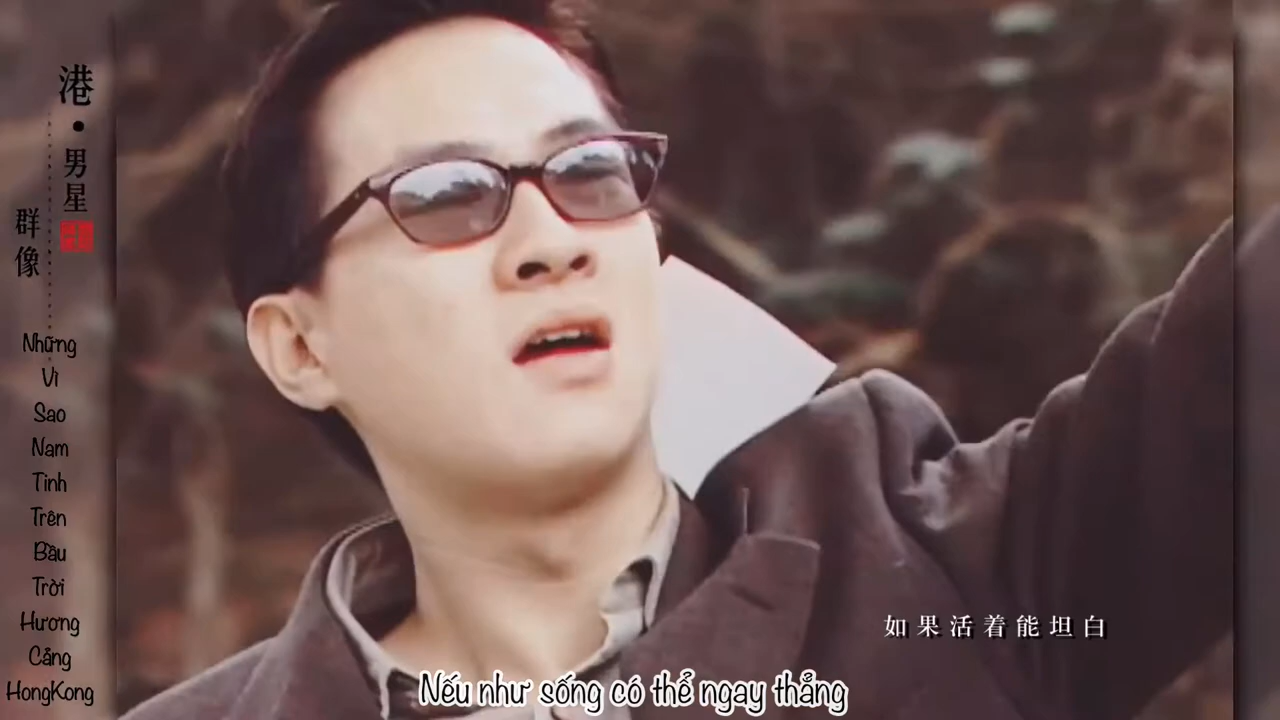 港·男星
群像
Những
Vì
Sao
Nam
Tinh
Trên
Bầu
Trời
Hương
Cảng
HongKong
如果活着能坦白
Nếu như sống có thể ngay thẳng